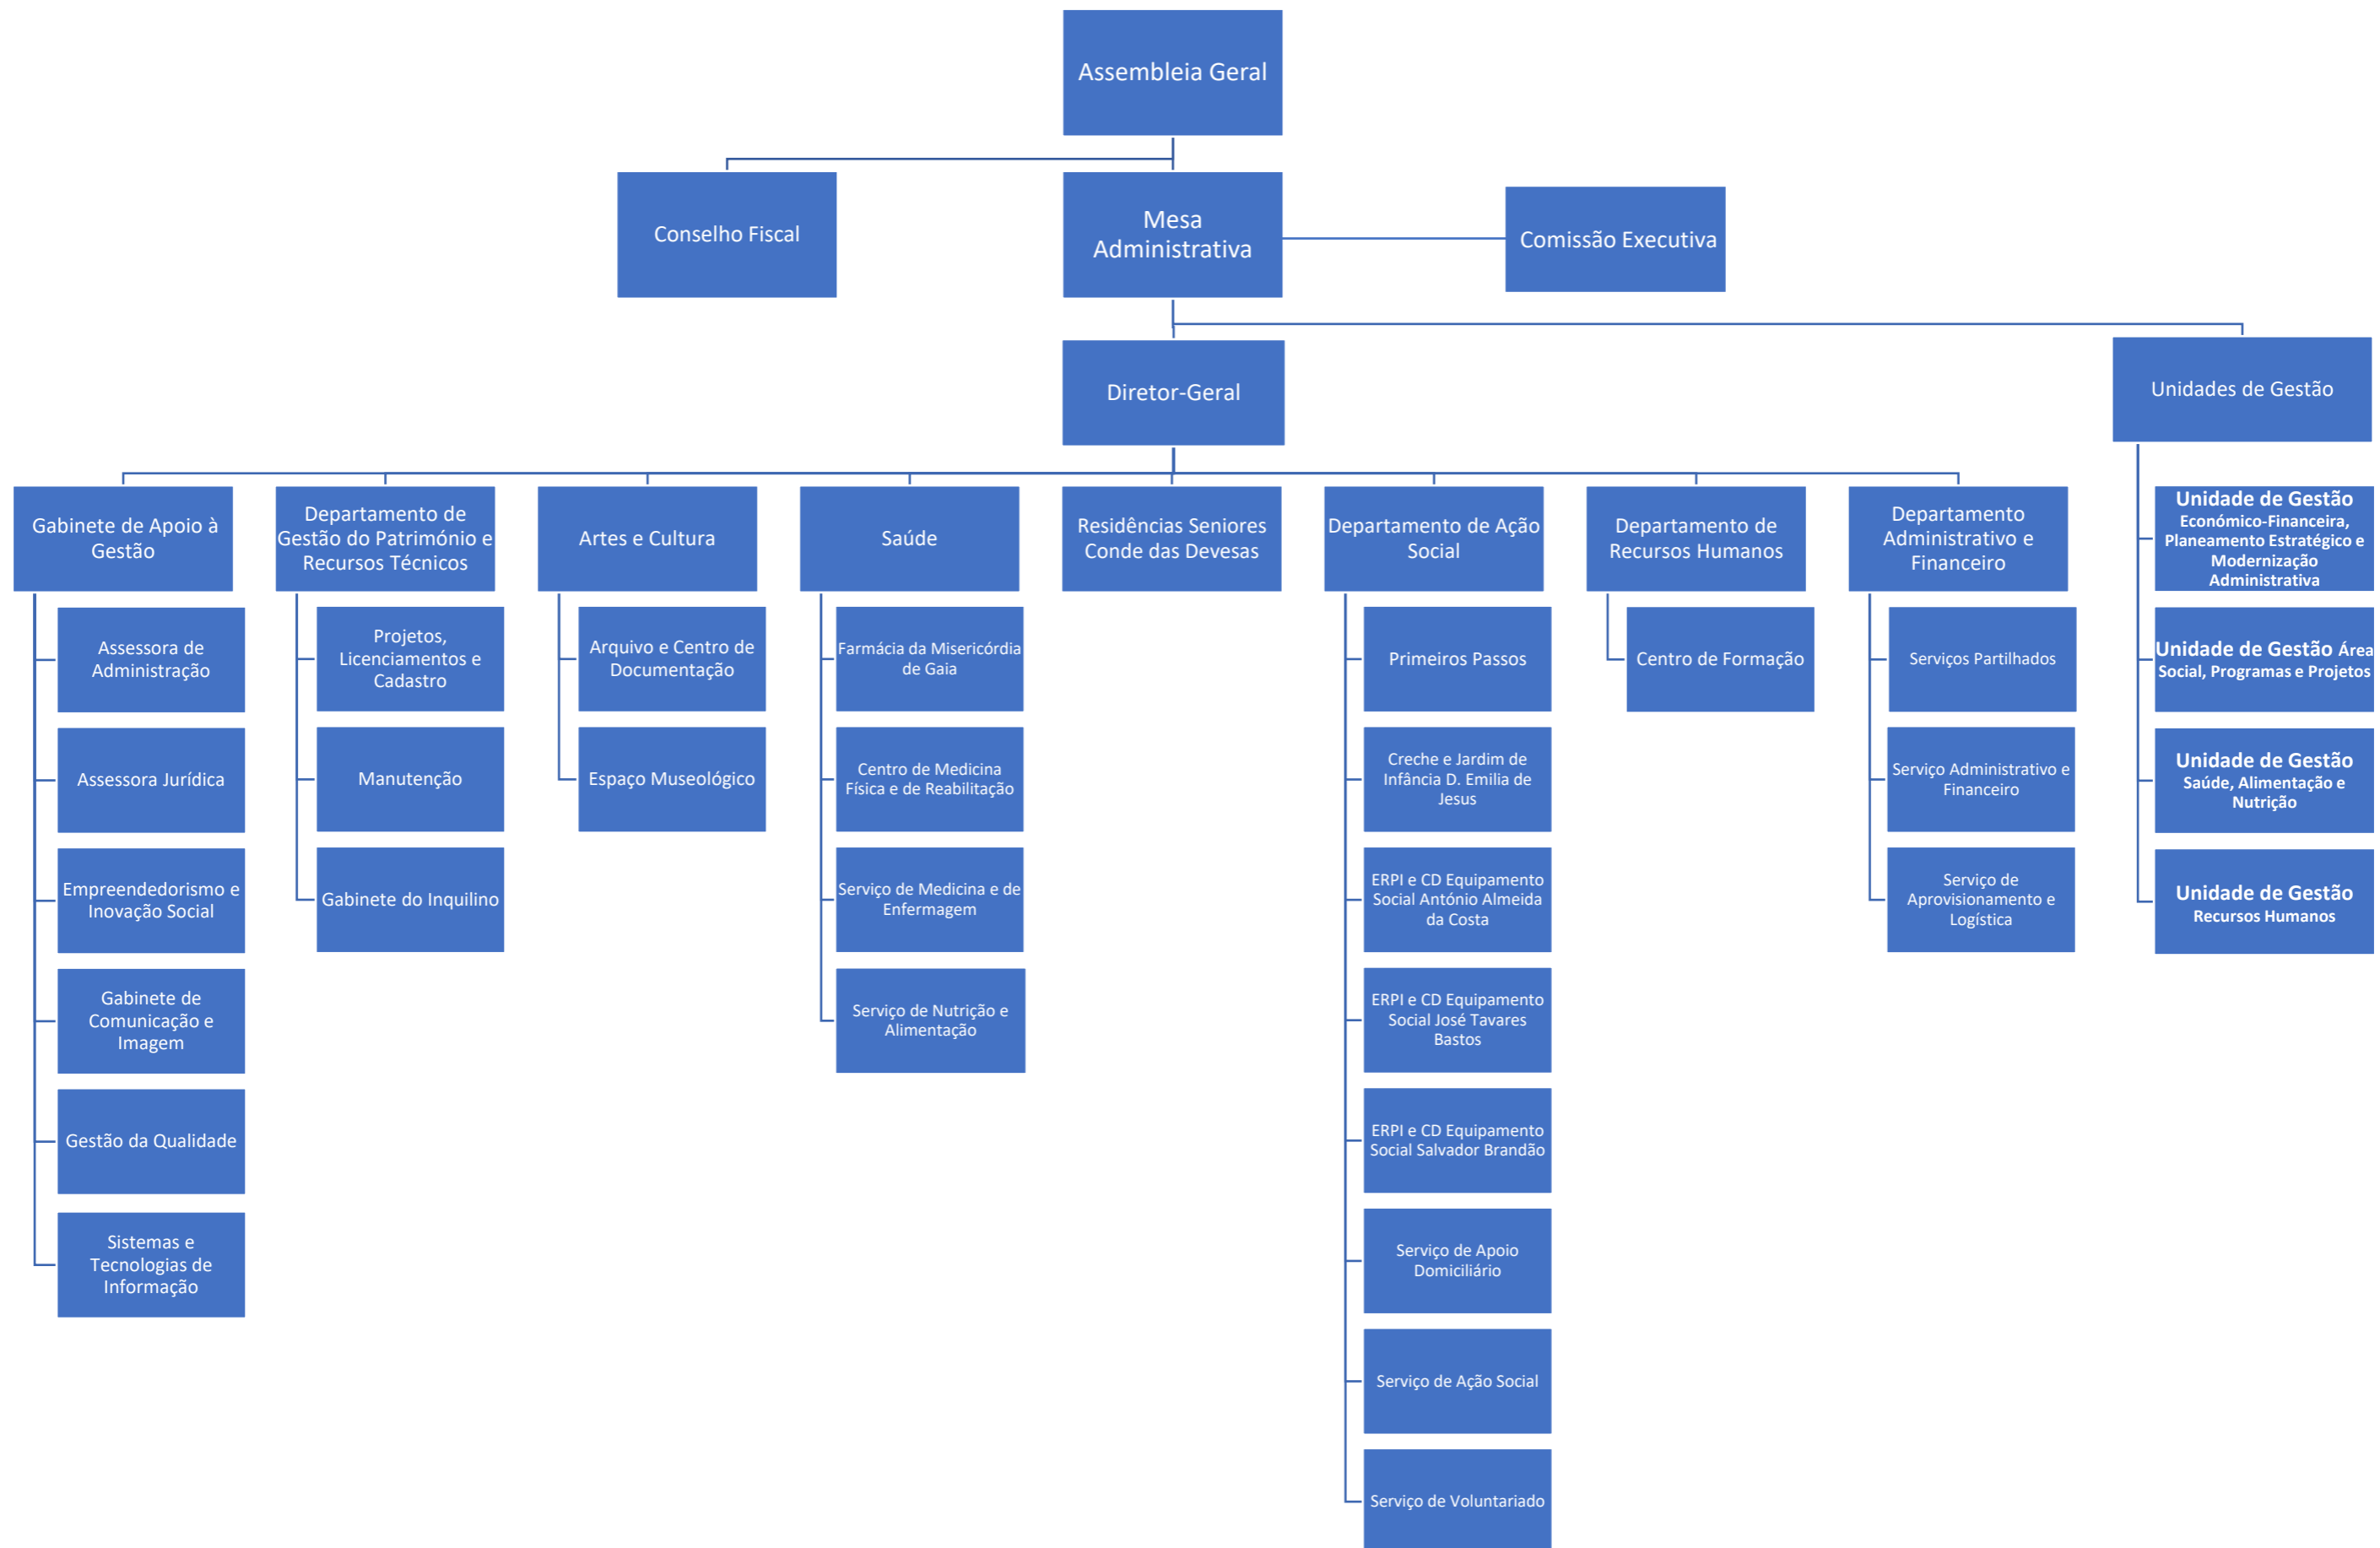 Assembleia Geral
Conselho Fiscal
Mesa
Administrativa
Comissão Executiva
Diretor-Geral
Unidades de Gestão
Gabinete de Apoio à
Gestão
Departamento de
Gestão do Património e
Recursos Técnicos
Artes e Cultura
Saúde
Residências Seniores
Conde das Devesas
Departamento de Ação
Social
Departamento de
Recursos Humanos
Departamento
Administrativo e
Financeiro
Unidade de Gestão
Económico-Financeira,
Planeamento Estratégico e
Modernização
Administrativa
Assessora de
Administração
Projetos,
Licenciamentos e
Cadastro
Arquivo e Centro de
Documentação
Farmácia da Misericórdia
de Gaia
Primeiros Passos
Centro de Formação
Serviços Partilhados
Unidade de Gestão Área
Social, Programas e Projetos
Assessora Jurídica
Manutenção
Espaço Museológico
Centro de Medicina
Física e de Reabilitação
Creche e Jardim de
Infância D. Emilia de
Jesus
Serviço Administrativo e
Financeiro
Unidade de Gestão
Saúde, Alimentação e
Nutrição
Empreendedorismo e
Inovação Social
Gabinete do Inquilino
Serviço de Medicina e de
Enfermagem
ERPI e CD Equipamento
Social António Almeida
da Costa
Serviço de
Aprovisionamento e
Logística
Unidade de Gestão
Recursos Humanos
Gabinete de
Comunicação e
Imagem
Serviço de Nutrição e
Alimentação
ERPI e CD Equipamento
Social José Tavares
Bastos
Gestão da Qualidade
ERPI e CD Equipamento
Social Salvador Brandão
Sistemas e
Tecnologias de
Informação
Serviço de Apoio
Domiciliário
Serviço de Ação Social
Serviço de Voluntariado